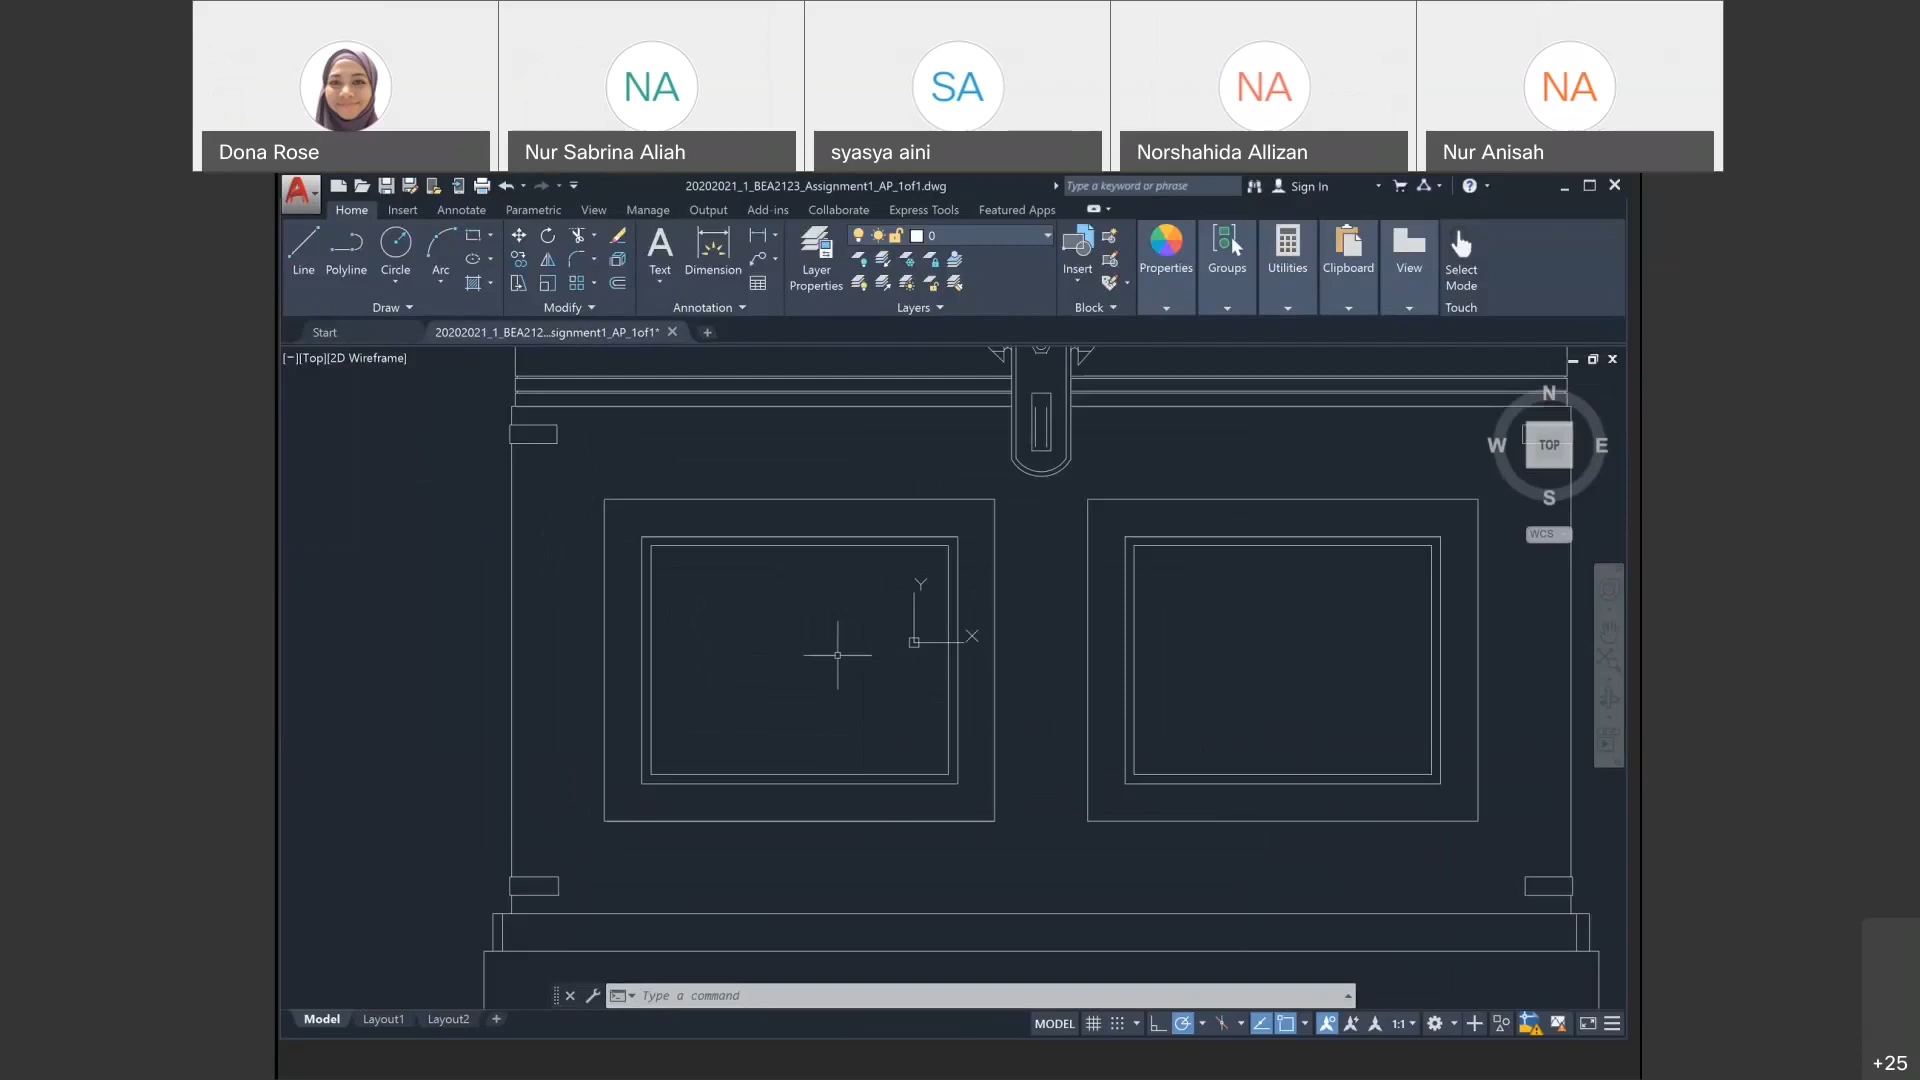 NA
SA
NA
NA
Dona Rose
Nur Sabrina Aliah
syasya aini
Norshahida Allizan
Nur Anisah
20202021_1_BEA2123_Assignment1_AP_1of1.dwg
Type a keyword or phrase
Sign In
Home
Insert
Annotate
Parametric
View
Manage
Output
Add-ins
Collaborate
Express Tools
Featured Apps
0
Line
Polyline
Circle
Arc
Text
Dimension
Layer
Properties
Insert
Properties
Groups
Utilities
Clipboard
View
Select
Mode
Draw
Modify
Annotation
Layers
Block
Touch
Start
20202021_1_BEA212...signment1_AP_1of1*
[−][Top][2D Wireframe]
N
W
TOP
E
S
WCS
Y
X
Type a command
Model
Layout1
Layout2
MODEL
1:1
+25